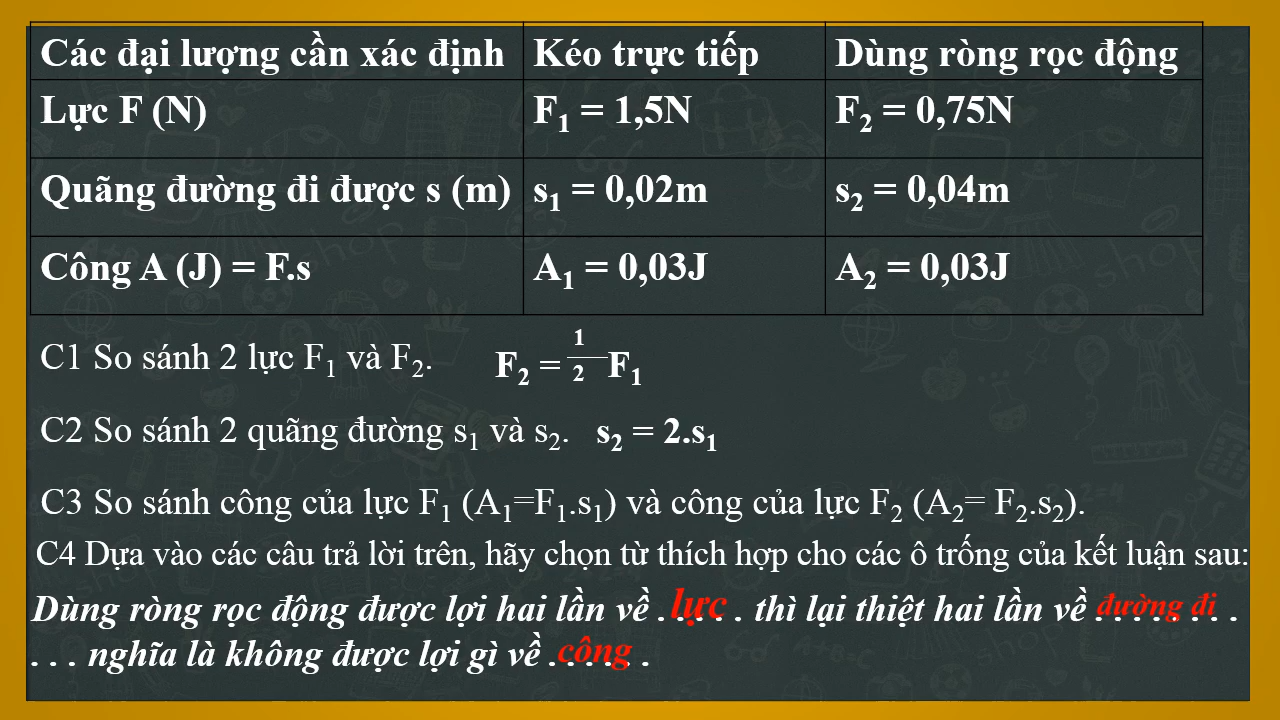 Các đại lượng cần xác định Kéo trực tiếp Dùng ròng rọc động
Lực F (N) F₁ = 1,5N F₂ = 0,75N
Quãng đường đi được s (m) s₁ = 0,02m s₂ = 0,04m
Công A (J) = F.s A₁ = 0,03J A₂ = 0,03J
C1 So sánh 2 lực F₁ và F₂. F₂ = 1/2 F₁
C2 So sánh 2 quãng đường s₁ và s₂. s₂ = 2.s₁
C3 So sánh công của lực F₁ (A₁=F₁.s₁) và công của lực F₂ (A₂= F₂.s₂).
C4 Dựa vào các câu trả lời trên, hãy chọn từ thích hợp cho các ô trống của kết luận sau:
Dùng ròng rọc động được lợi hai lần về . lực . . thì lại thiệt hai lần về đường đi . .
. . . nghĩa là không được lợi gì về . công . .